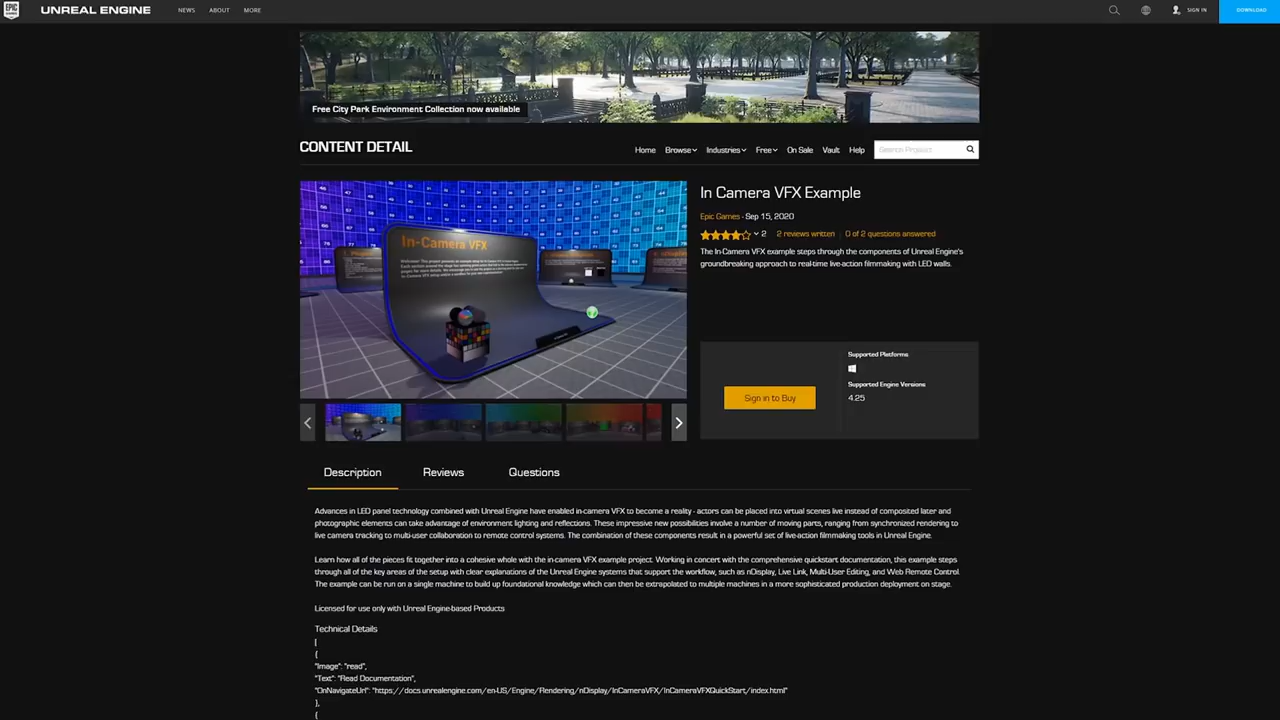 EPIC GAMES
UNREAL ENGINE
NEWS
ABOUT
MORE
SIGN IN
DOWNLOAD
Free City Park Environment Collection now available
CONTENT DETAIL
Home
Browse
Industries
Free
On Sale
Vault
Help
Search Product
In-Camera VFX
In Camera VFX Example
Epic Games - Sep 15, 2020
2
2 reviews written
0 of 2 questions answered
The In-Camera VFX example steps through the components of Unreal Engine's
groundbreaking approach to real-time live-action filmmaking with LED walls.
Sign in to Buy
Supported Platforms
Supported Engine Versions
4.25
Description
Reviews
Questions
Advances in LED panel technology combined with Unreal Engine have enabled in-camera VFX to become a reality - actors can be placed into virtual scenes live instead of composited later and
photographic elements can take advantage of environment lighting and reflections. These impressive new possibilities involve a number of moving parts, ranging from synchronized rendering to
live camera tracking to multi-user collaboration to remote control systems. The combination of these components result in a powerful set of live-action filmmaking tools in Unreal Engine.
Learn how all of the pieces fit together into a cohesive whole with the in-camera VFX example project. Working in concert with the comprehensive quickstart documentation, this example steps
through all of the key areas of the setup with clear explanations of the Unreal Engine systems that support the workflow, such as nDisplay, Live Link, Multi-User Editing, and Web Remote Control.
The example can be run on a single machine to build up foundational knowledge which can then be extrapolated to multiple machines in a more sophisticated production deployment on stage.
Licensed for use only with Unreal Engine-based Products
Technical Details
[
{
"Image": "read",
"Text": "Read Documentation",
"OnNavigateUrl": "https://docs.unrealengine.com/en-US/Engine/Rendering/nDisplay/InCameraVFX/InCameraVFXQuickStart/index.html"
},
{